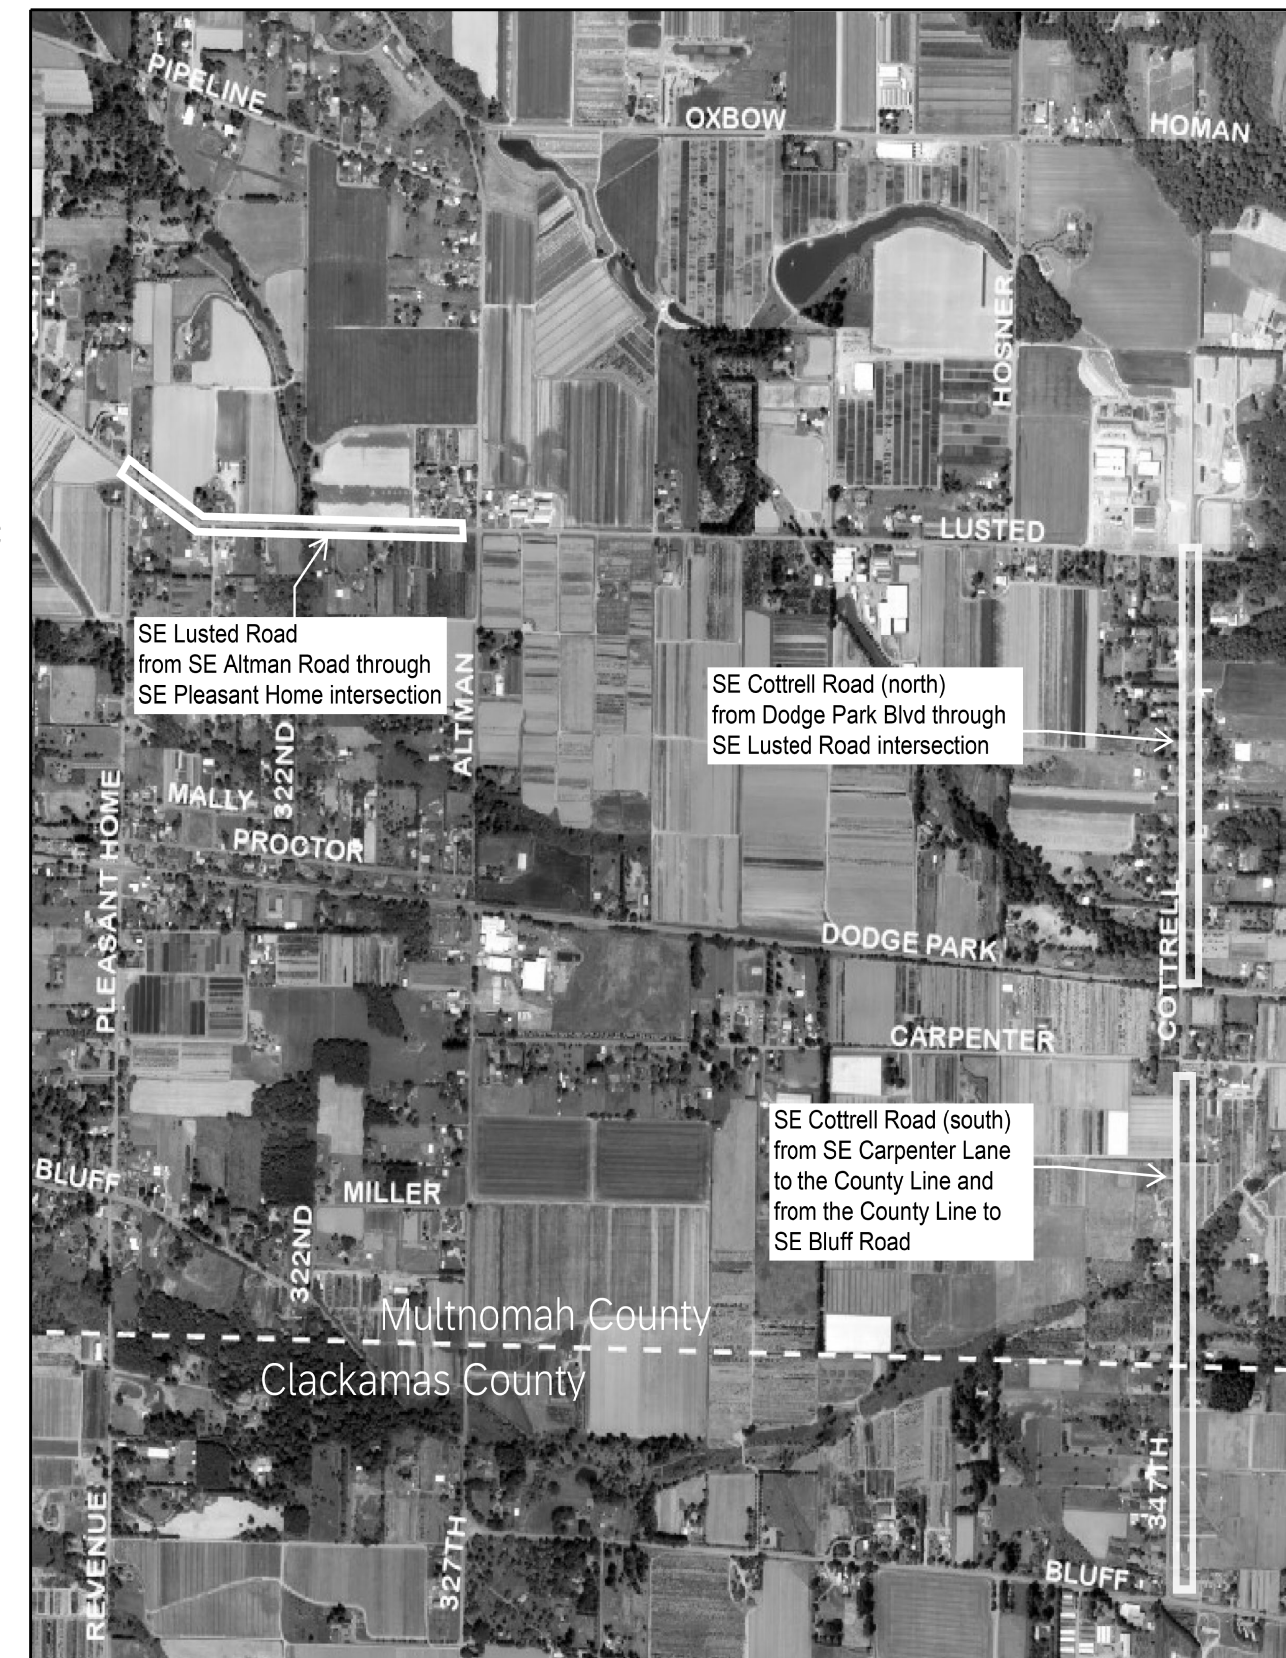 PIPELINE
OXBOW
HOMAN
HOSNER
LUSTED
SE Lusted Road
from SE Altman Road through
SE Pleasant Home intersection
ALTMAN
SE Cottrell Road (north)
from Dodge Park Blvd through
SE Lusted Road intersection
322ND
MALLY
PROCTOR
PLEASANT HOME
DODGE PARK
COTTRELL
CARPENTER
SE Cottrell Road (south)
from SE Carpenter Lane
to the County Line and
from the County Line to
SE Bluff Road
BLUFF
MILLER
322ND
Multnomah County
Clackamas County
347TH
REVENUE
327TH
BLUFF